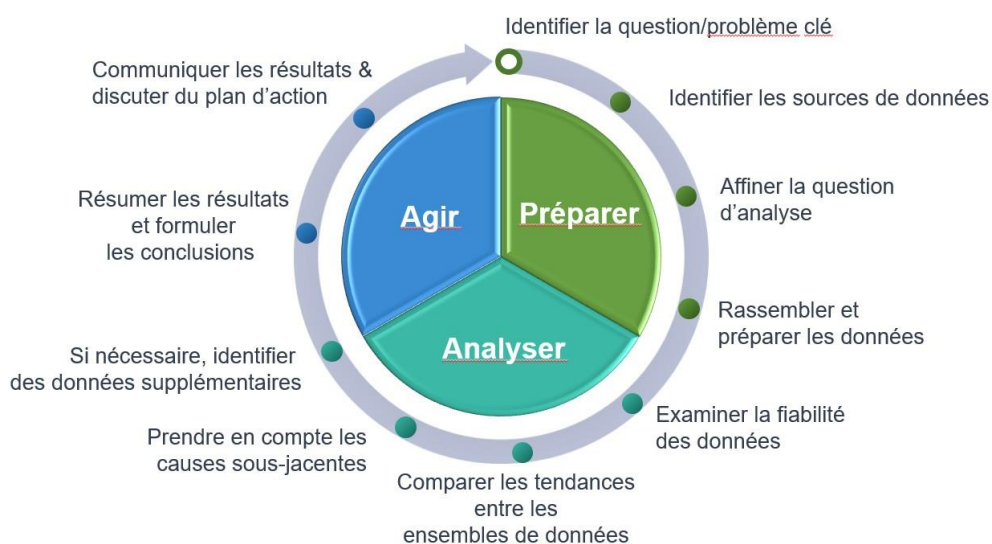 Identifier la question/problème clé
Identifier les sources de données
Affiner la question
d’analyse
Rassembler et
préparer les données
Examiner la fiabilité
des données
Comparer les tendances
entre les
ensembles de données
Prendre en compte les
causes sous-jacentes
Si nécessaire, identifier
des données supplémentaires
Résumer les résultats
et formuler
les conclusions
Communiquer les résultats &
discuter du plan d’action
Agir
Préparer
Analyser